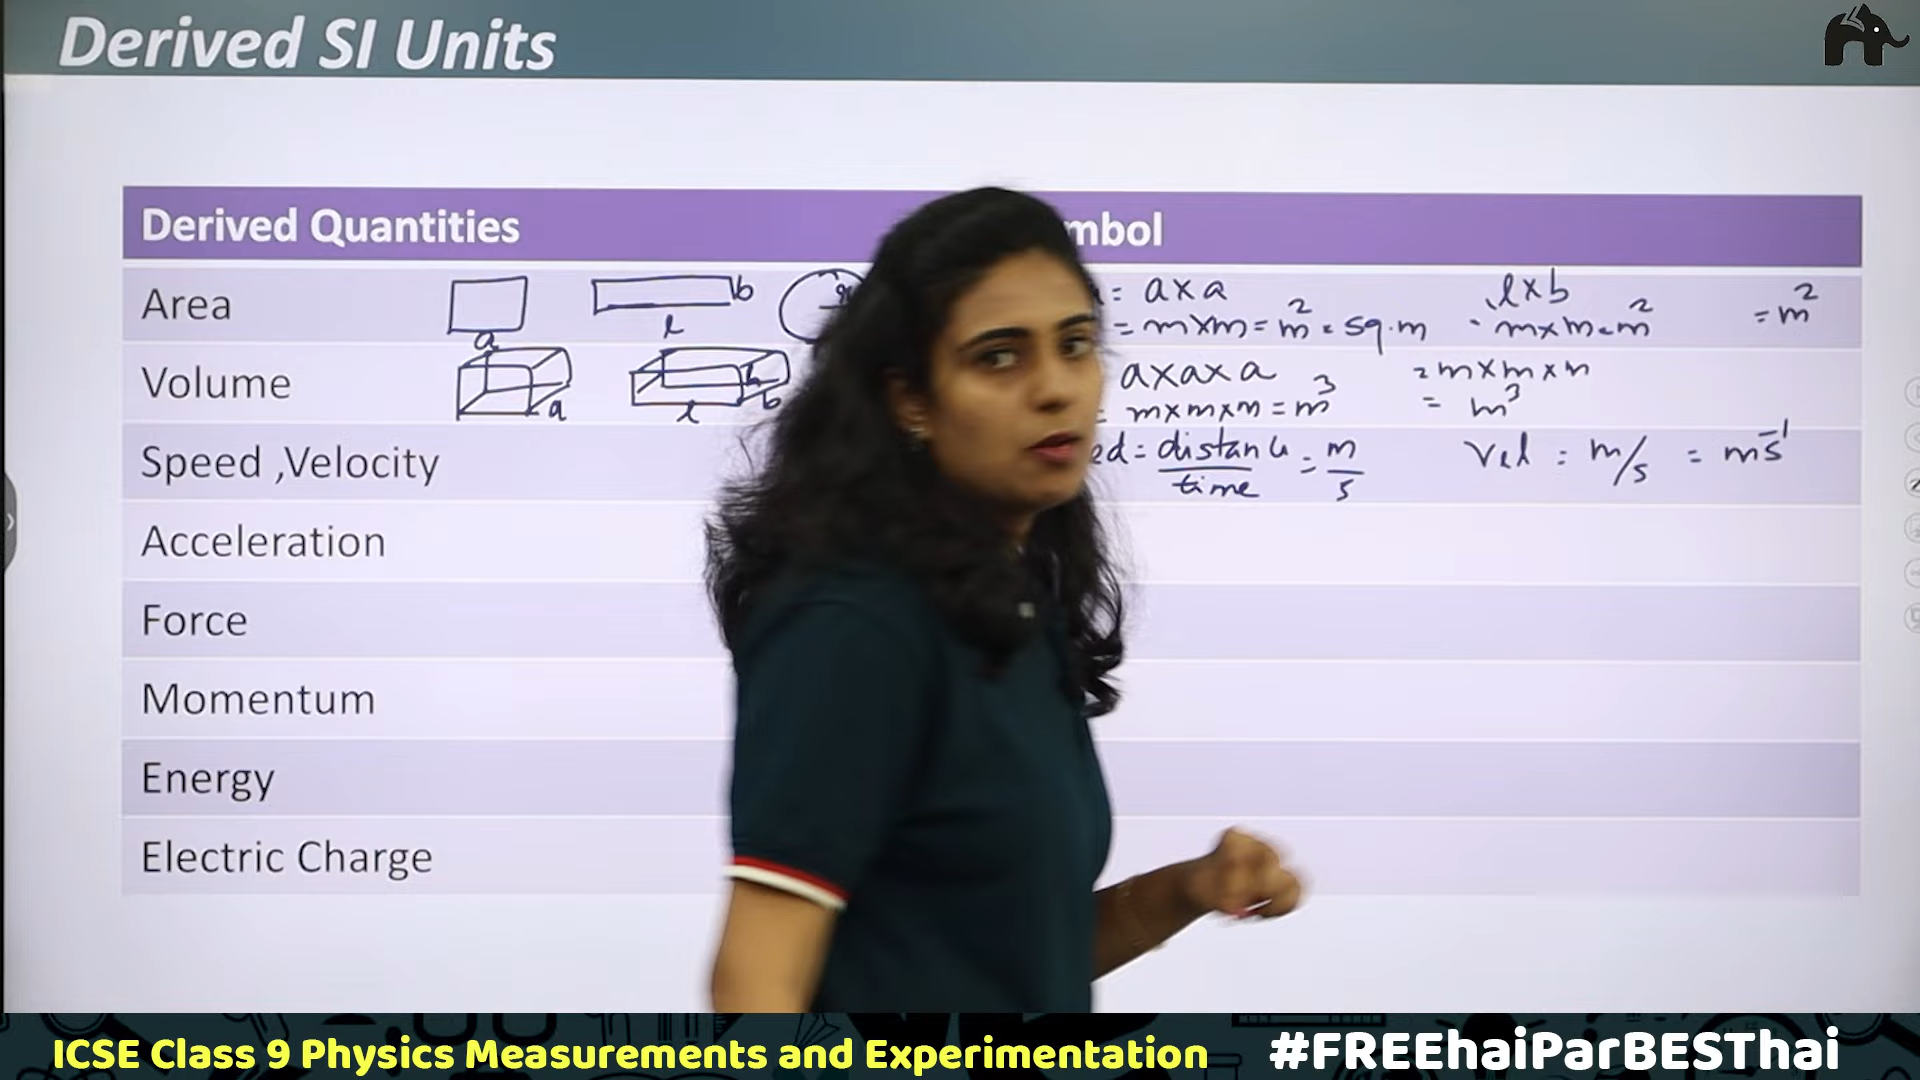 Derived SI Units
Derived Quantities
mbol
Area
a
l
b
= a×a
= m×m = m² = sq.m
l×b
= m×m = m²
= m²
Volume
a
l
b
h
a×a×a
= m×m×m = m³
= m×m×m
= m³
Speed ,Velocity
ed = distance/time = m/s
Vel = m/s = ms⁻¹
Acceleration
Force
Momentum
Energy
Electric Charge
ICSE Class 9 Physics Measurements and Experimentation
#FREEhaiParBESThai